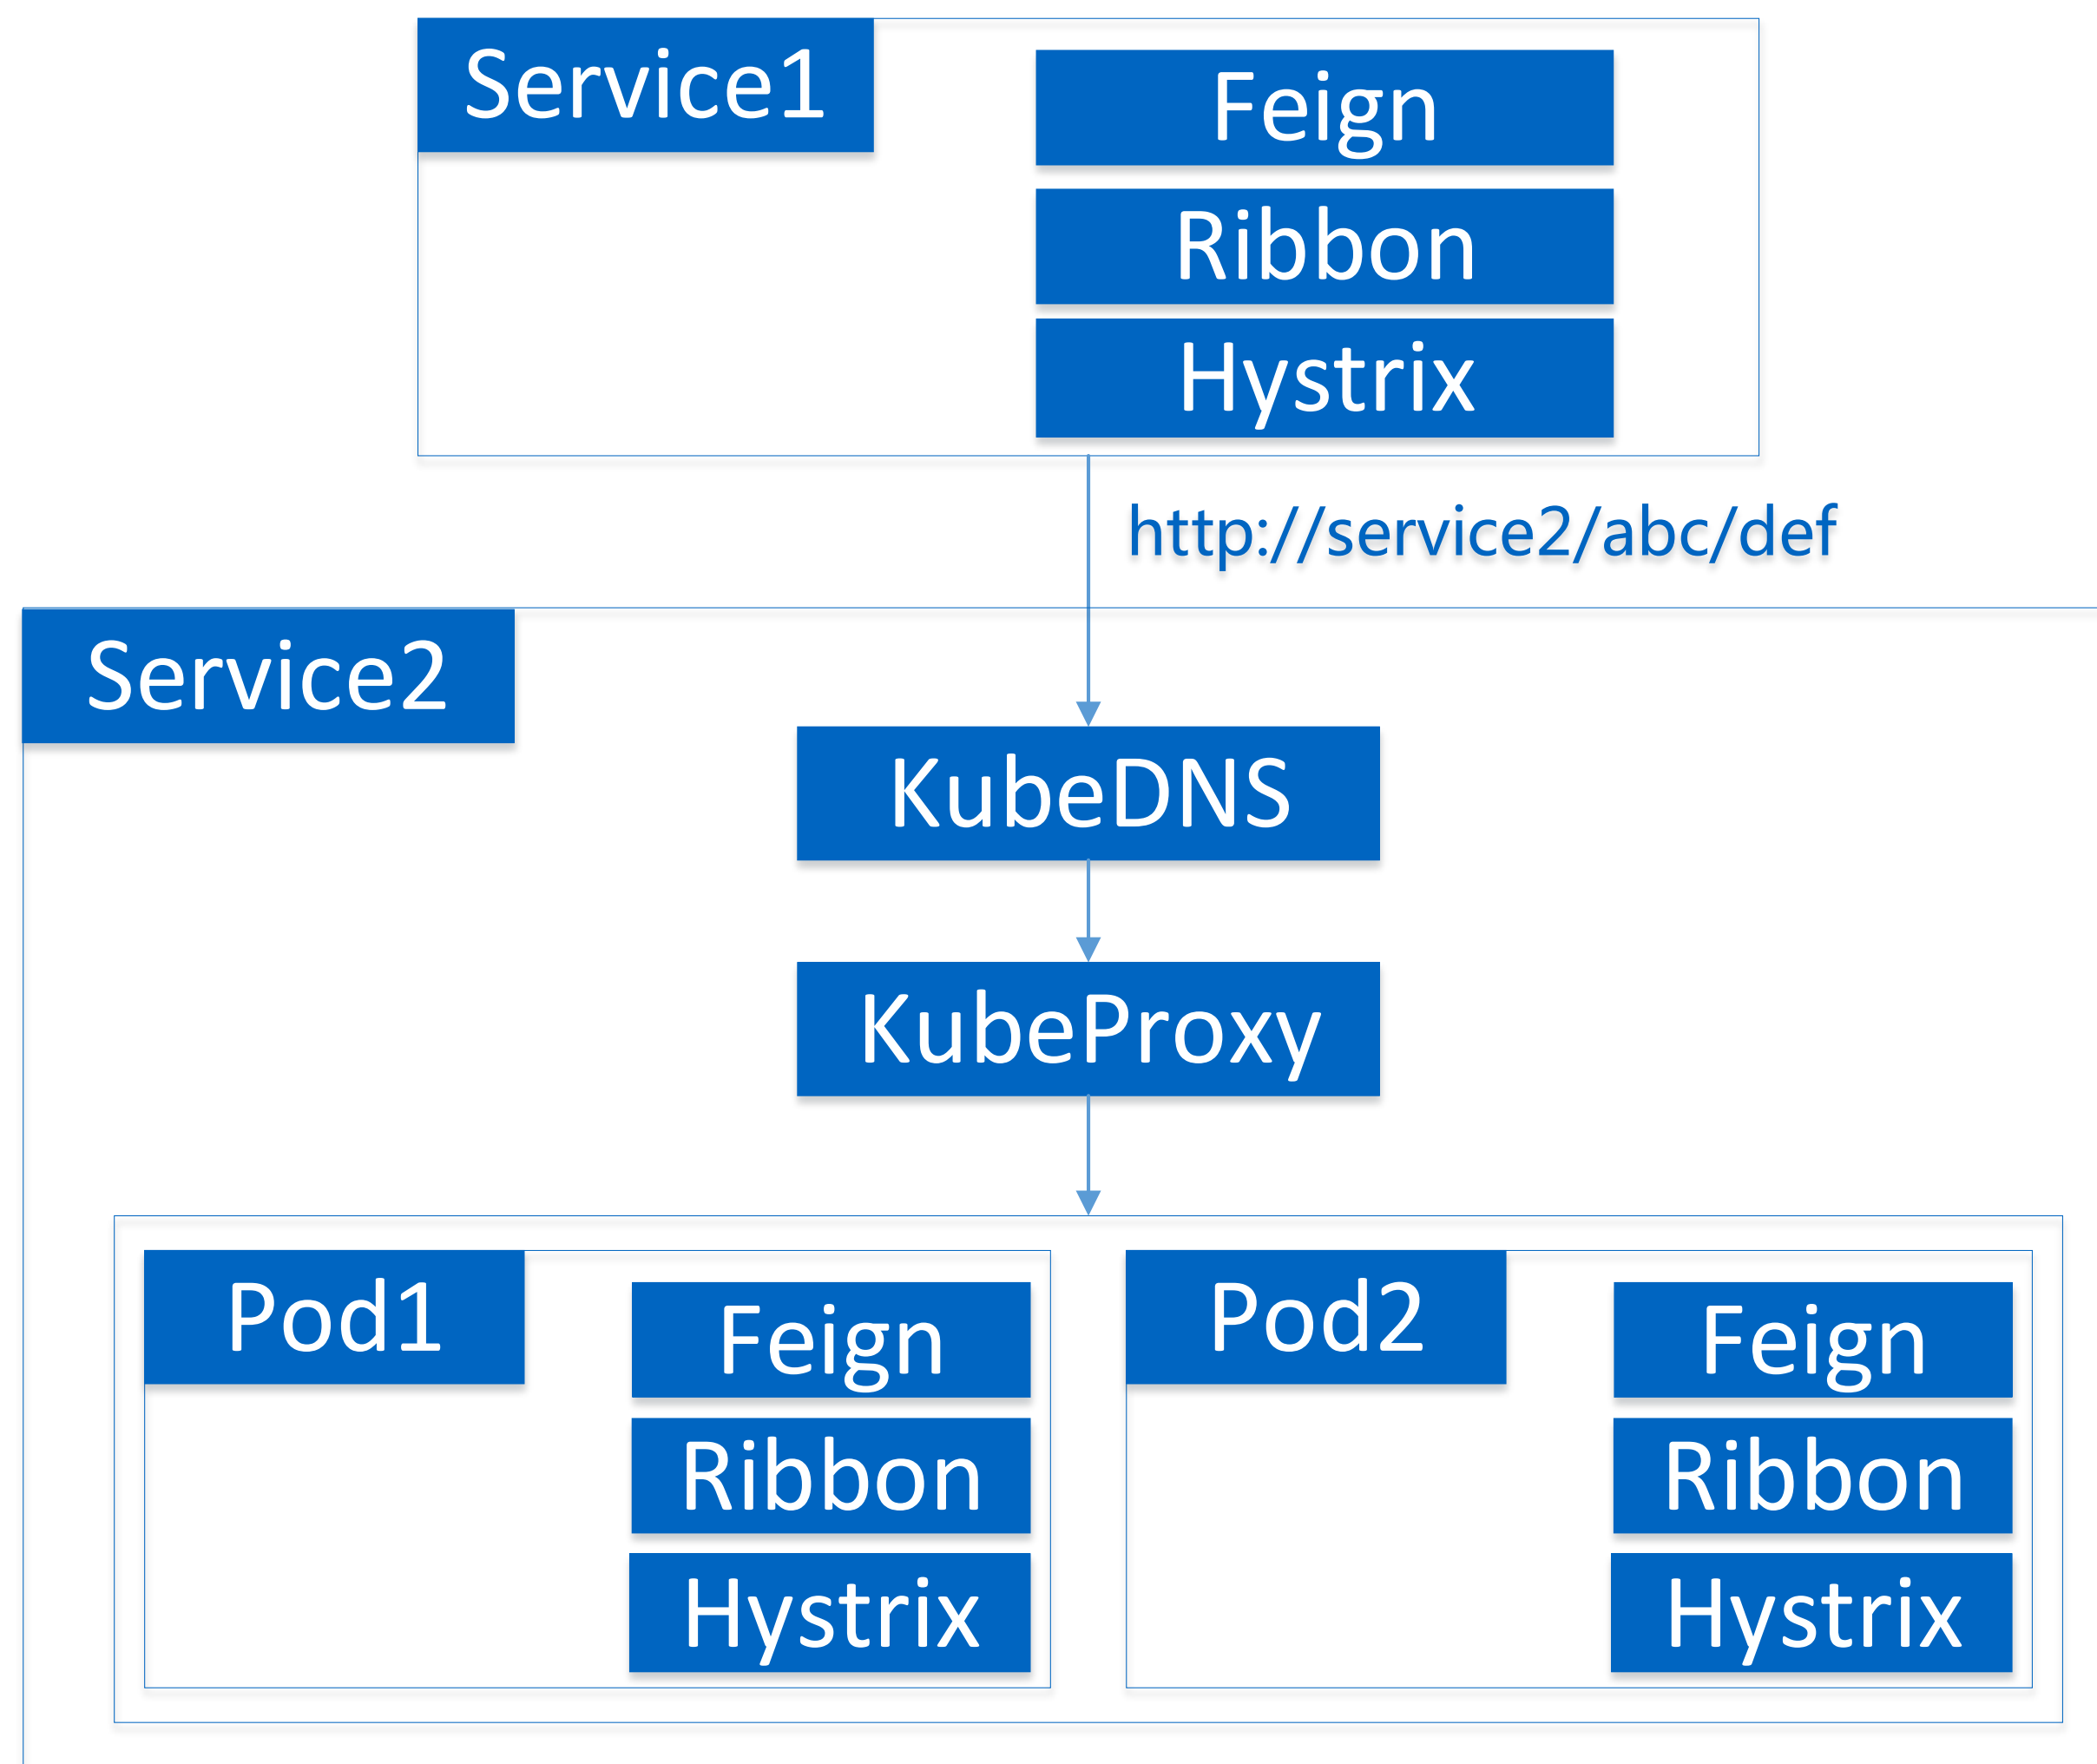 Service1
Feign
Ribbon
Hystrix
http://service2/abc/def
Service2
KubeDNS
KubeProxy
Pod1
Feign
Ribbon
Hystrix
Pod2
Feign
Ribbon
Hystrix